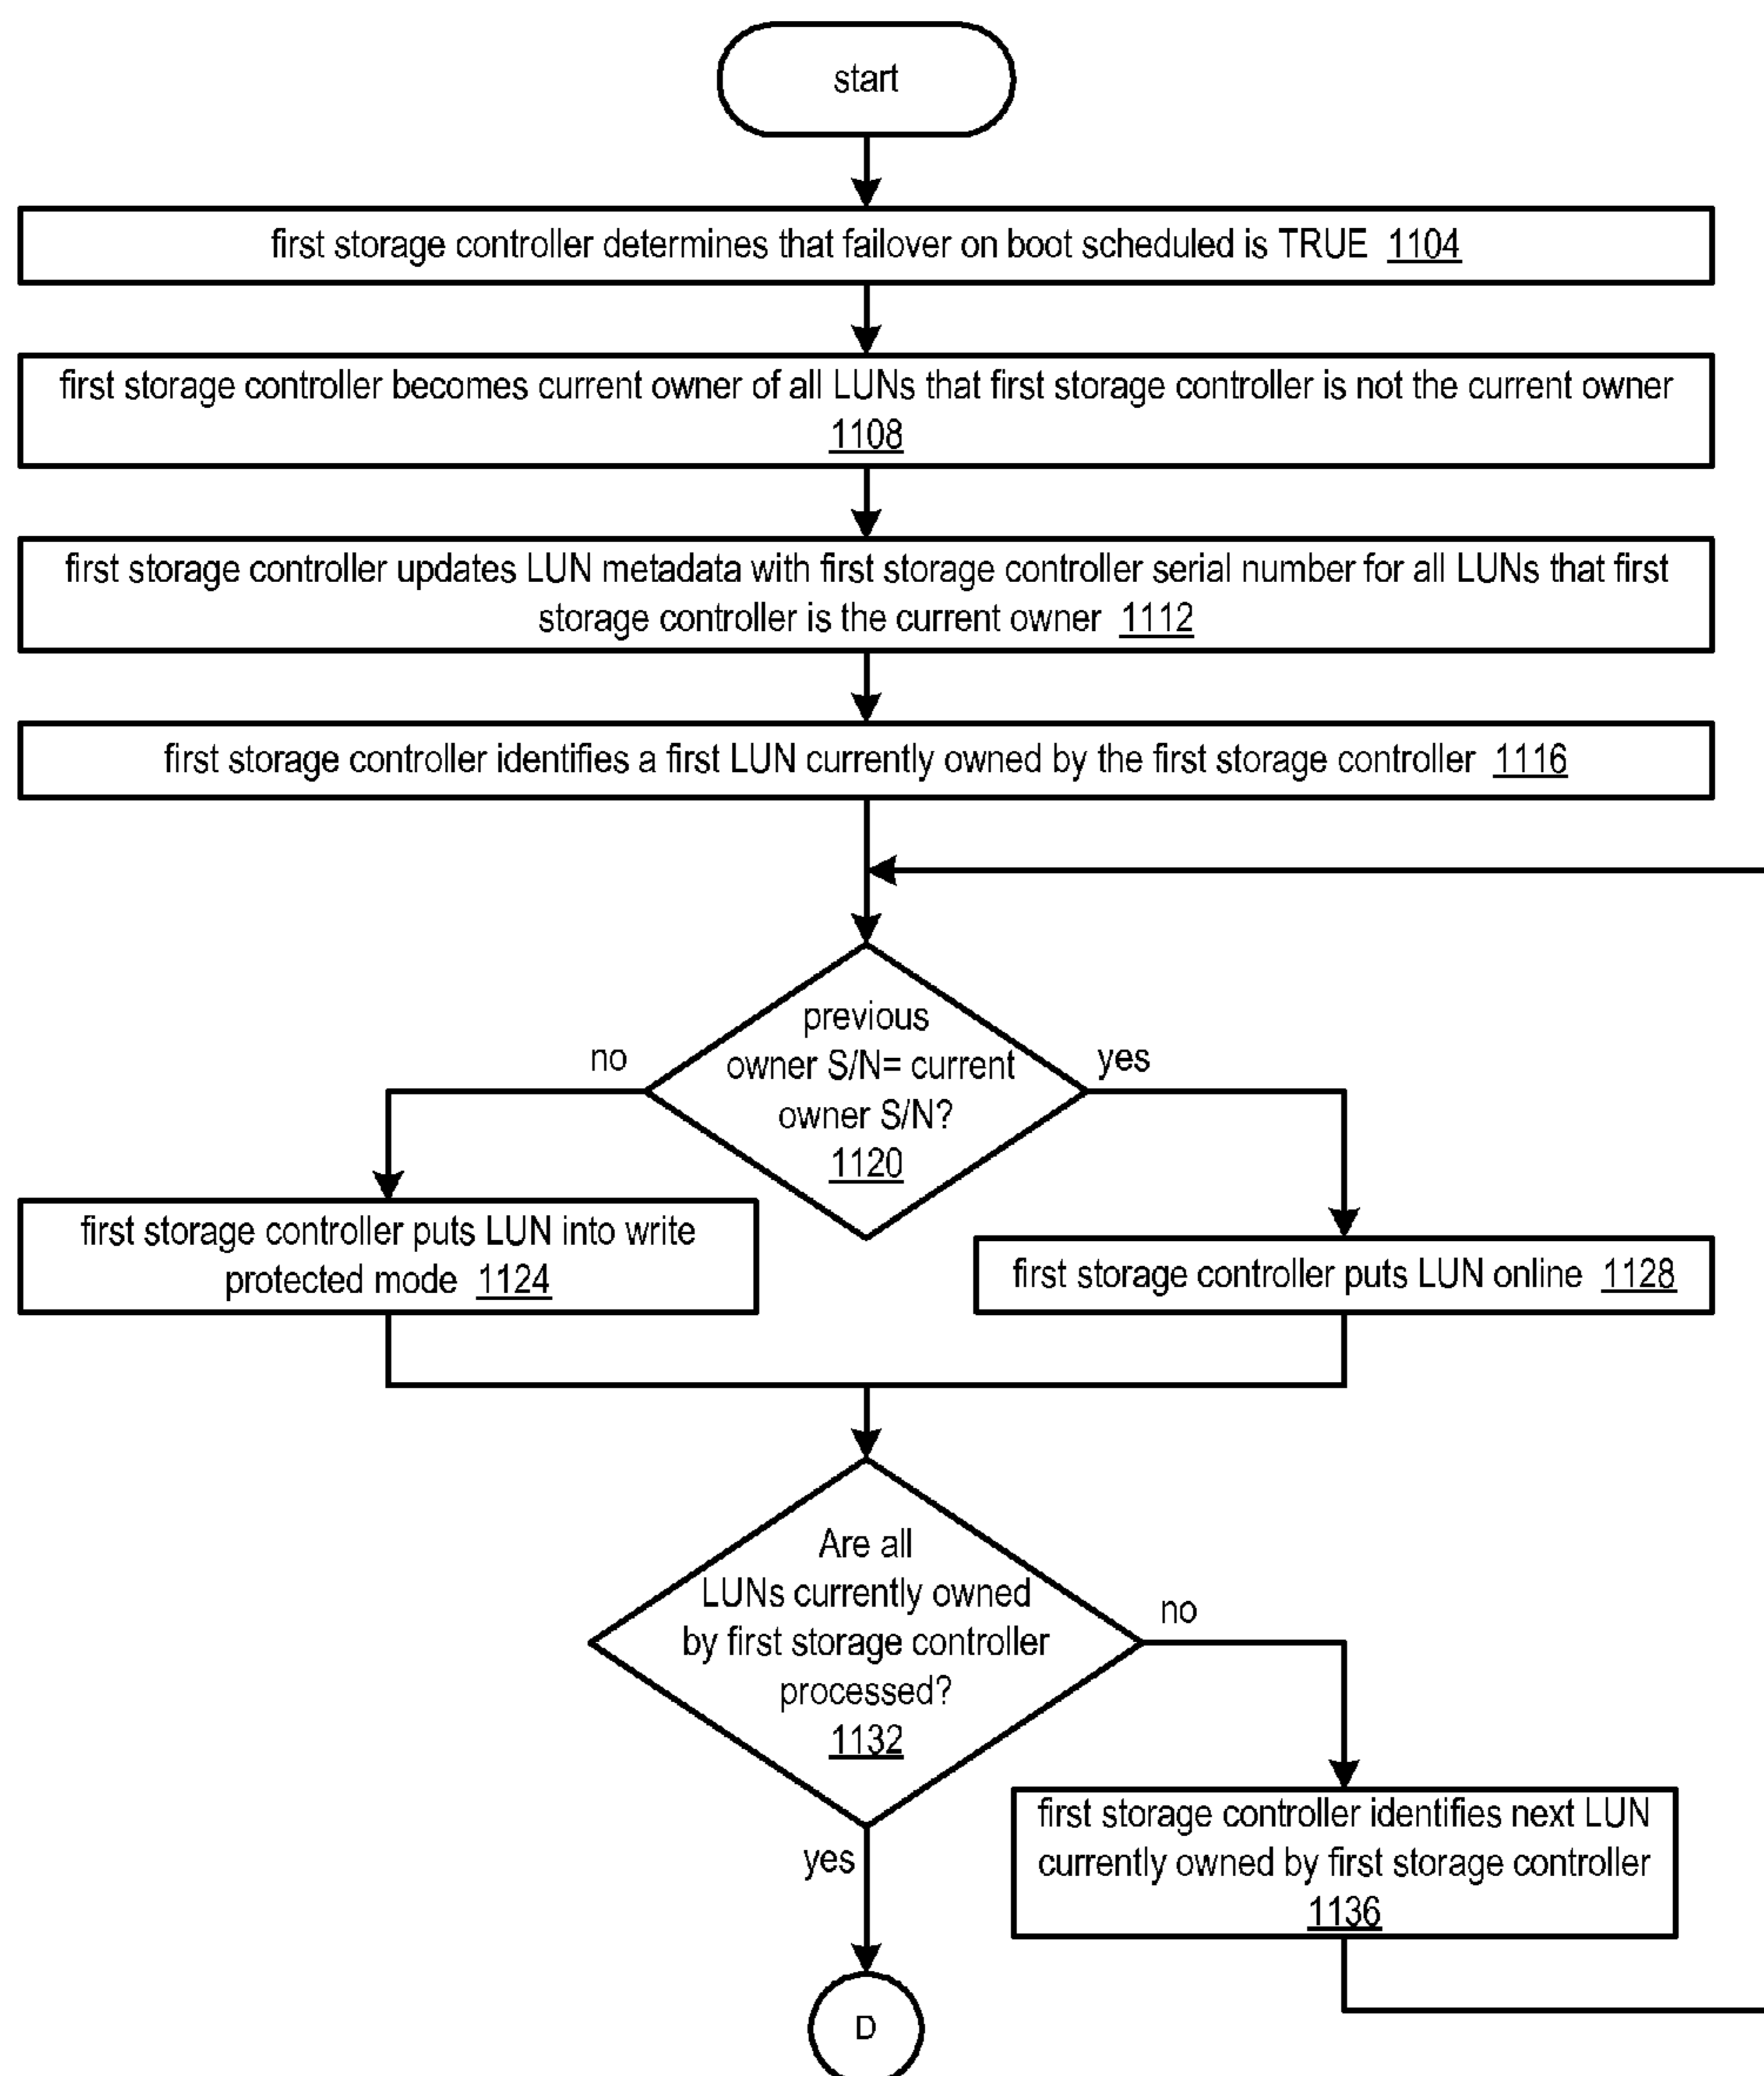 start
first storage controller determines that failover on boot scheduled is TRUE 1104
first storage controller becomes current owner of all LUNs that first storage controller is not the current owner
1108
first storage controller updates LUN metadata with first storage controller serial number for all LUNs that first
storage controller is the current owner 1112
first storage controller identifies a first LUN currently owned by the first storage controller 1116
previous
owner S/N= current
owner S/N?
1120
no
yes
first storage controller puts LUN into write
protected mode 1124
first storage controller puts LUN online 1128
Are all
LUNs currently owned
by first storage controller
processed?
1132
no
yes
first storage controller identifies next LUN
currently owned by first storage controller
1136
D